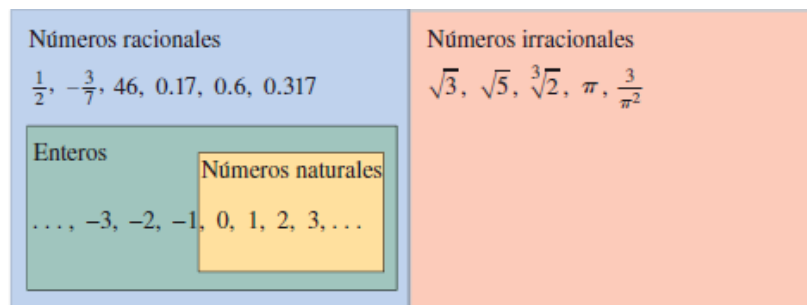 Números racionales
1/2, −3/7, 46, 0.17, 0.6, 0.317
Enteros
Números naturales
. . . , −3, −2, −1, 0, 1, 2, 3, . . .
Números irracionales
√3, √5, ∛2, π, 3/π²